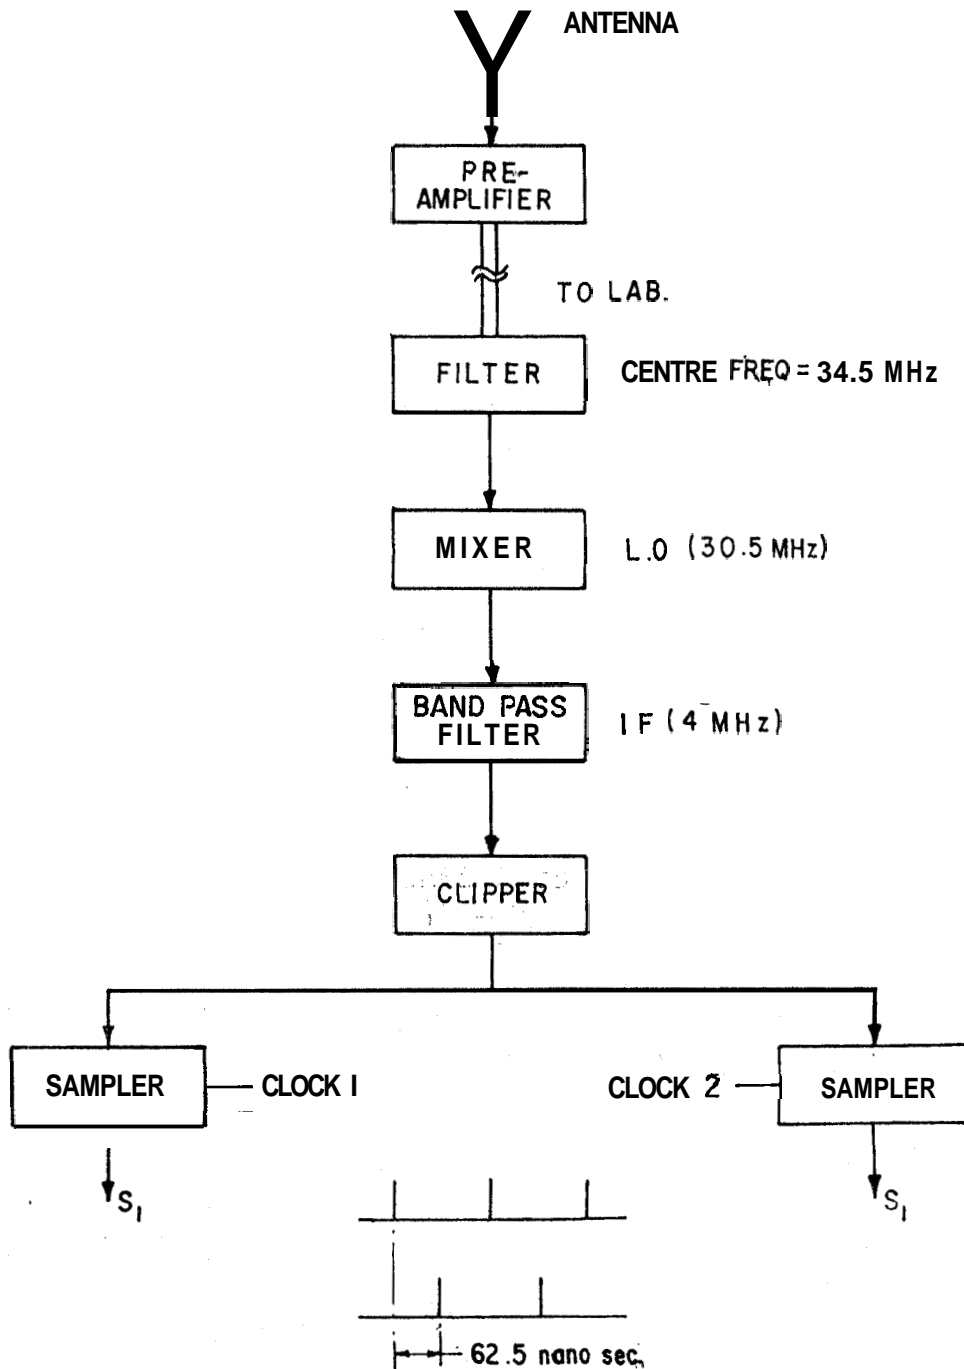 ANTENNA
PRE-
AMPLIFIER
TO LAB.
FILTER
CENTRE FREQ = 34.5 MHz
MIXER
L.O (30.5 MHz)
BAND PASS
FILTER
IF (4 MHz)
CLIPPER
SAMPLER
CLOCK 1
CLOCK 2
SAMPLER
S1
S1
62.5 nano sec.